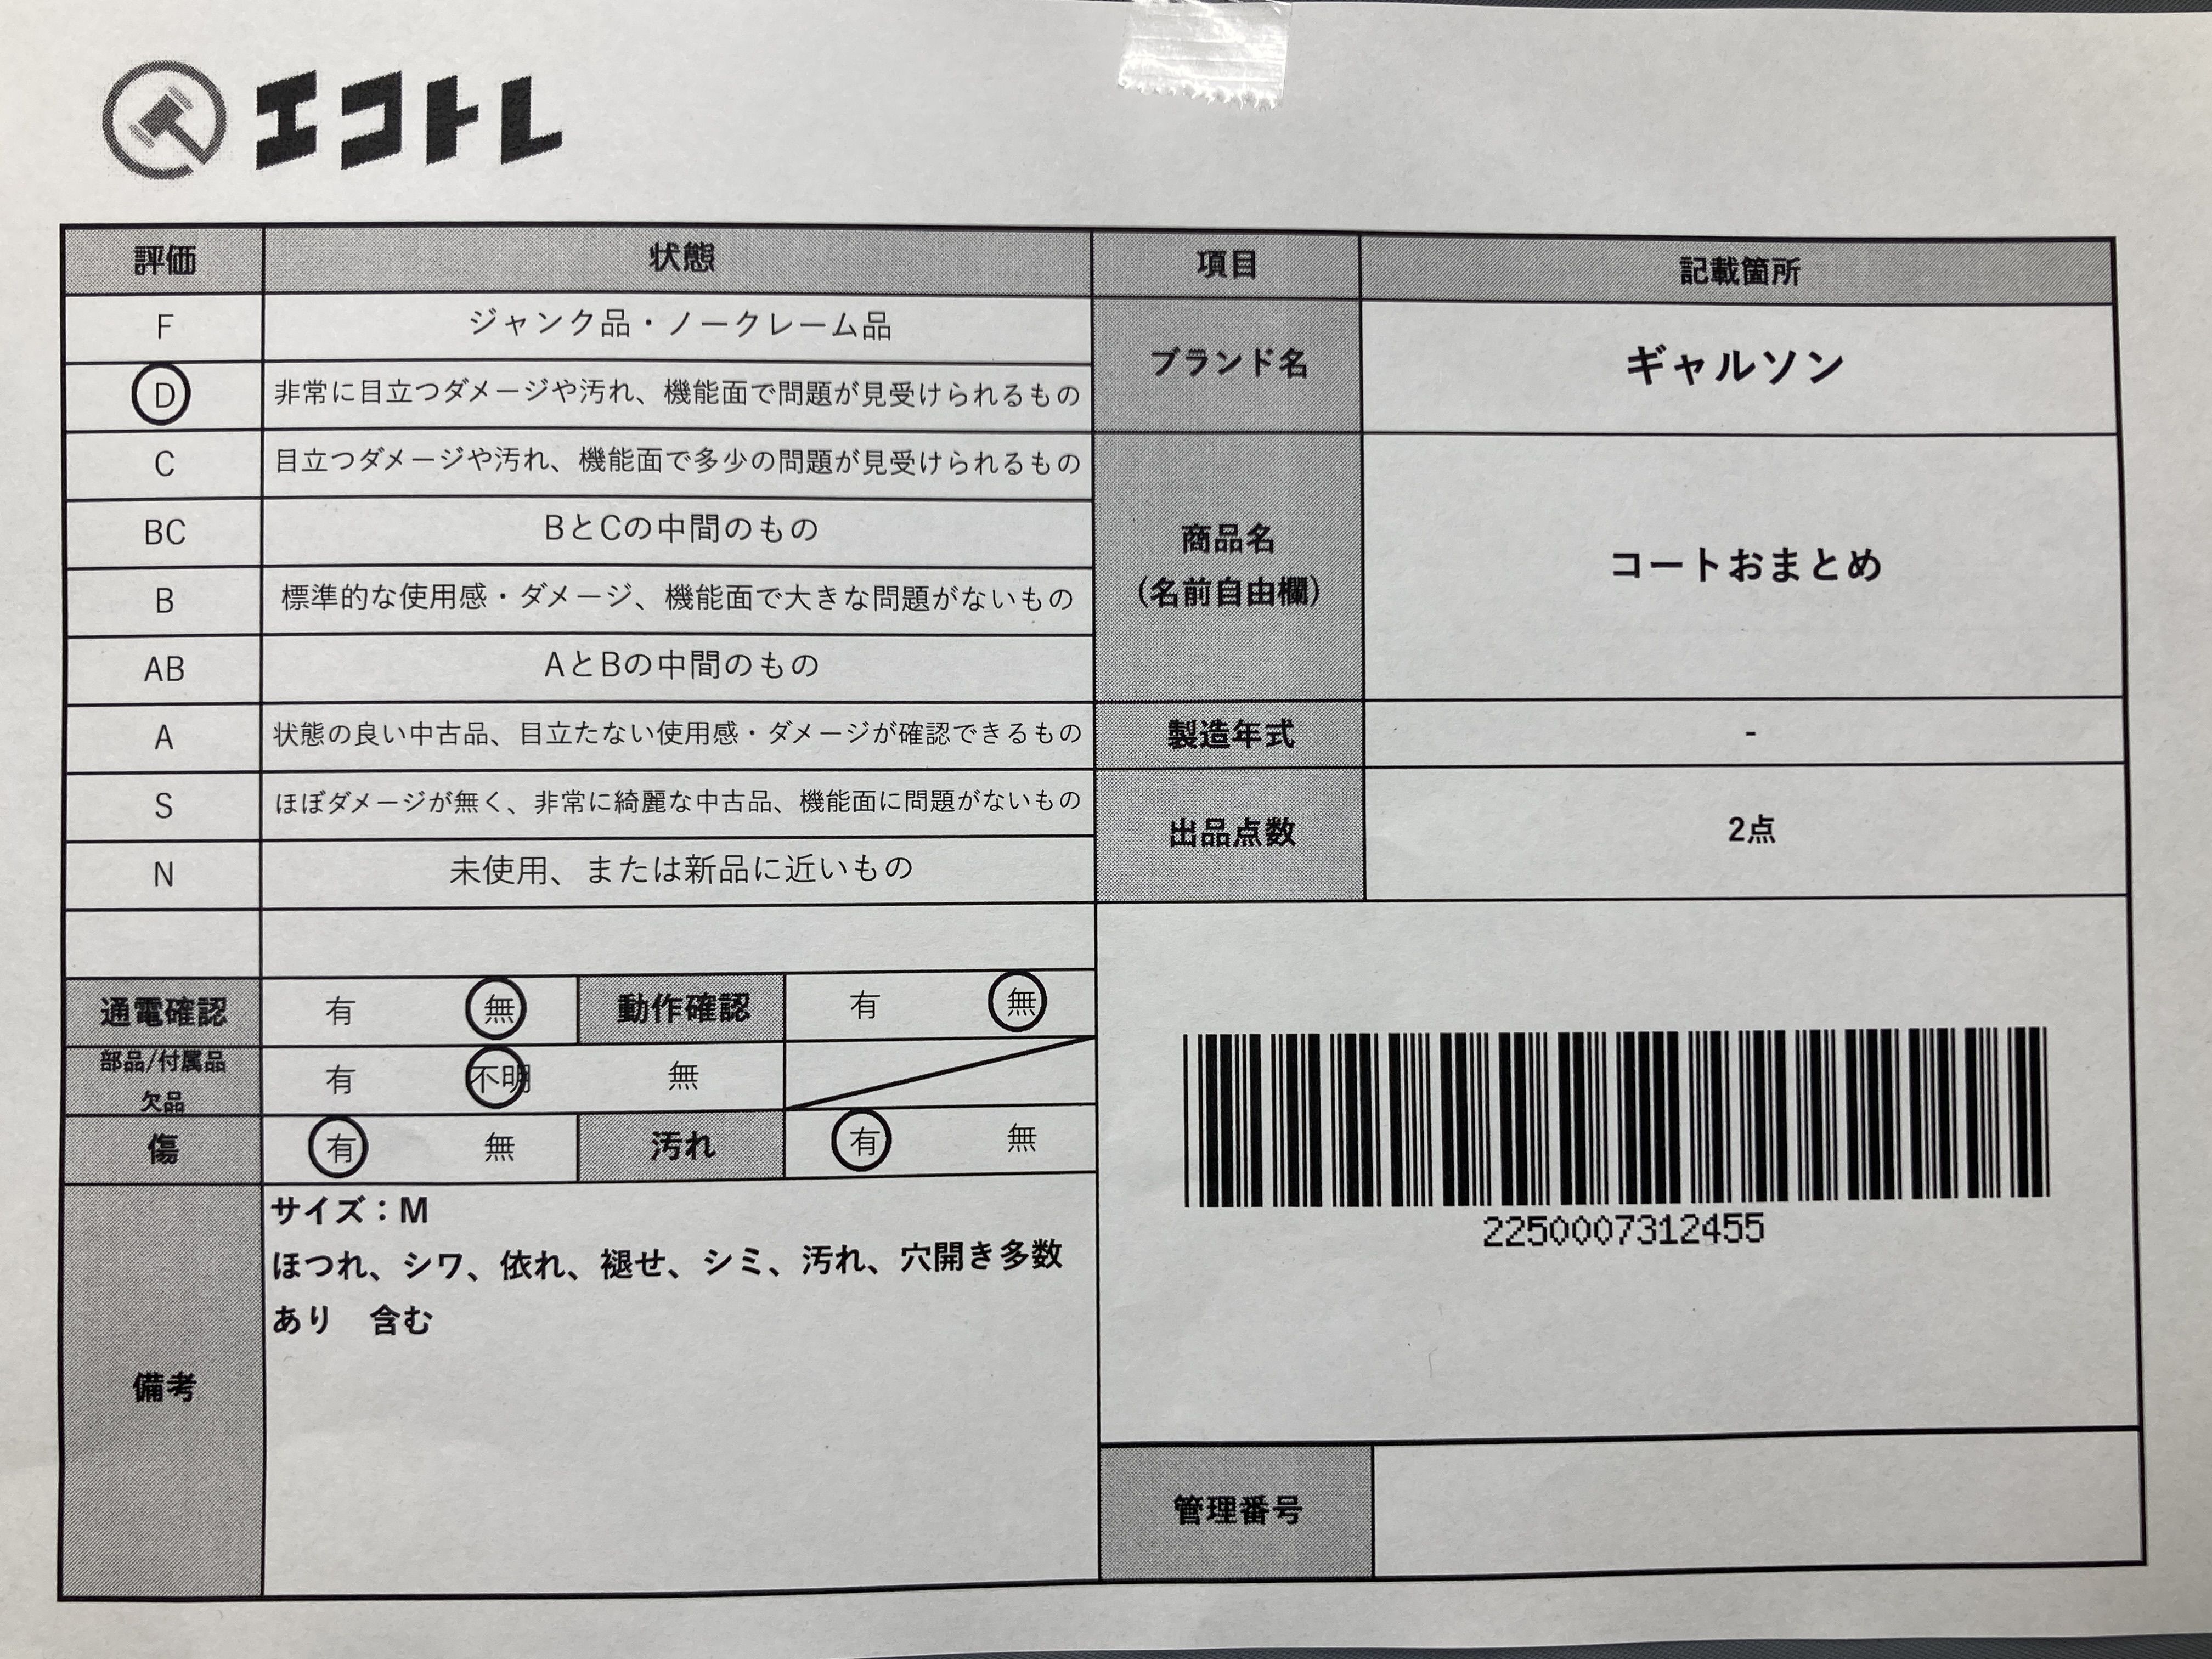 エコトレ
評価 状態 項目 記載箇所
F ジャンク品・ノークレーム品
D 非常に目立つダメージや汚れ、機能面で問題が見受けられるもの
ブランド名 ギャルソン
C 目立つダメージや汚れ、機能面で多少の問題が見受けられるもの
BC BとCの中間のもの
商品名
(名前自由欄)
コートおまとめ
B 標準的な使用感・ダメージ、機能面で大きな問題がないもの
AB AとBの中間のもの
A 状態の良い中古品、目立たない使用感・ダメージが確認できるもの
製造年式 -
S ほぼダメージが無く、非常に綺麗な中古品、機能面に問題がないもの
出品点数 2点
N 未使用、または新品に近いもの
通電確認 有 無 動作確認 有 無
部品/付属品
欠品
有 不明 無
傷 有 無 汚れ 有 無
2250007312455
備考
サイズ：M
ほつれ、シワ、依れ、褪せ、シミ、汚れ、穴開き多数
あり　含む
管理番号